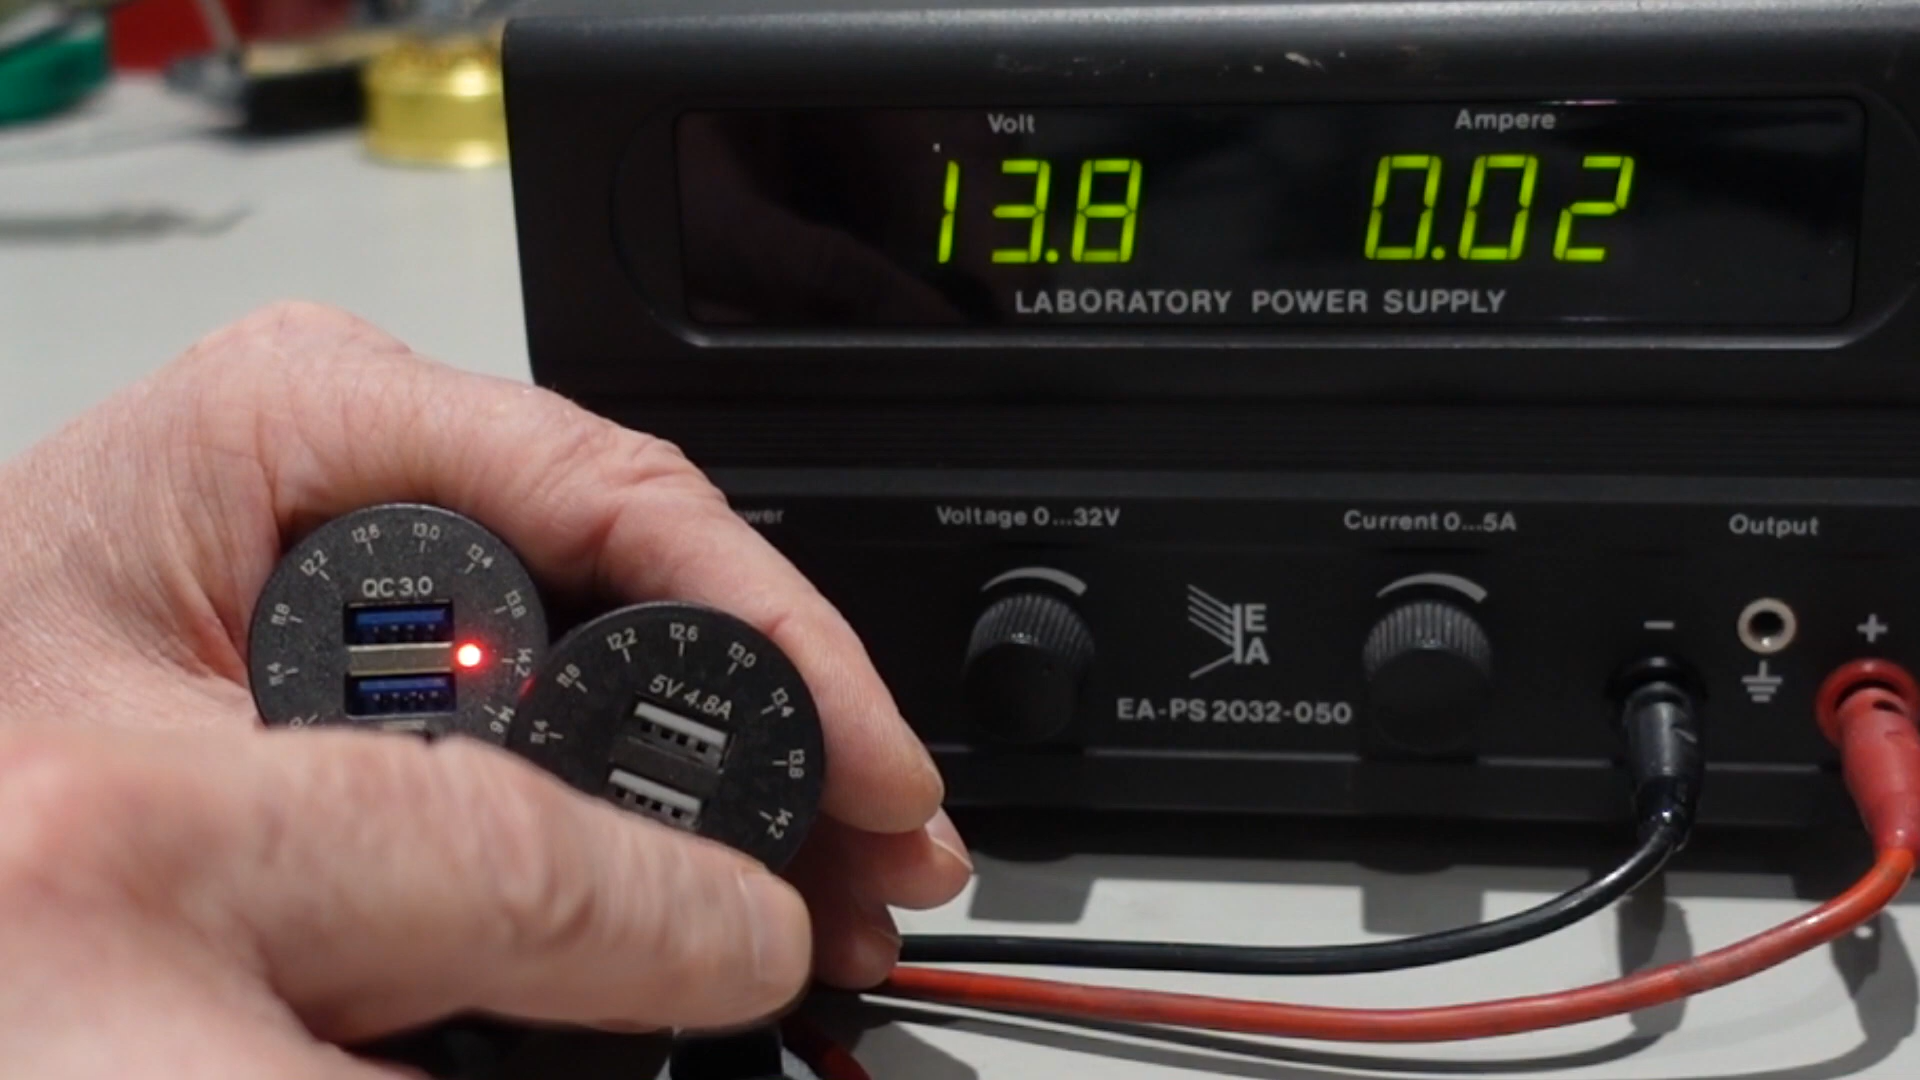 Volt
Ampere
13.8
0.02
LABORATORY POWER SUPPLY
Voltage 0...32V
Current 0...5A
Output
EA
EA-PS 2032-050
−
+
11.4
11.8
12.2
12.6
13.0
13.4
13.8
14.2
14.6
QC 3.0
11.4
11.8
12.2
12.6
13.0
13.4
13.8
14.2
5V 4.8A